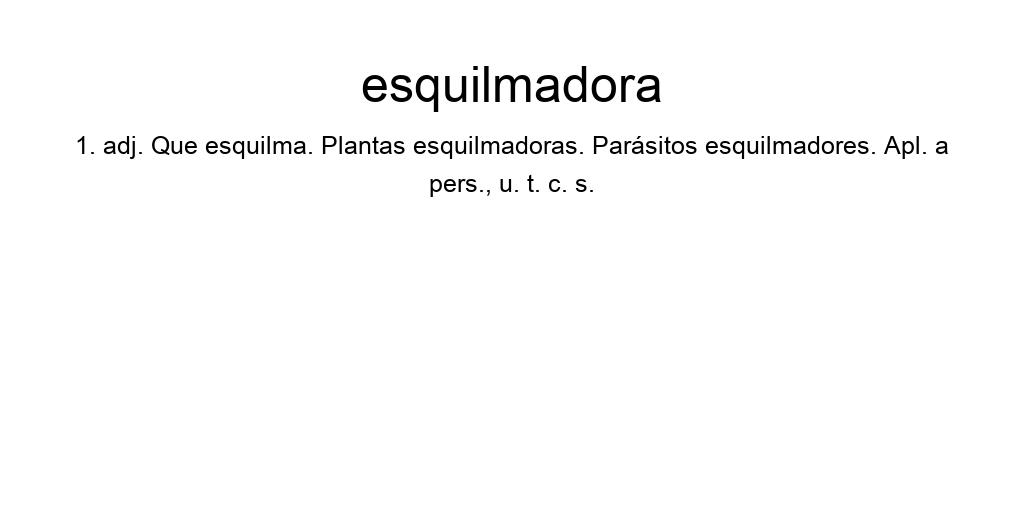 esquilmadora
1. adj. Que esquilma. Plantas esquilmadoras. Parásitos esquilmadores. Apl. a
pers., u. t. c. s.